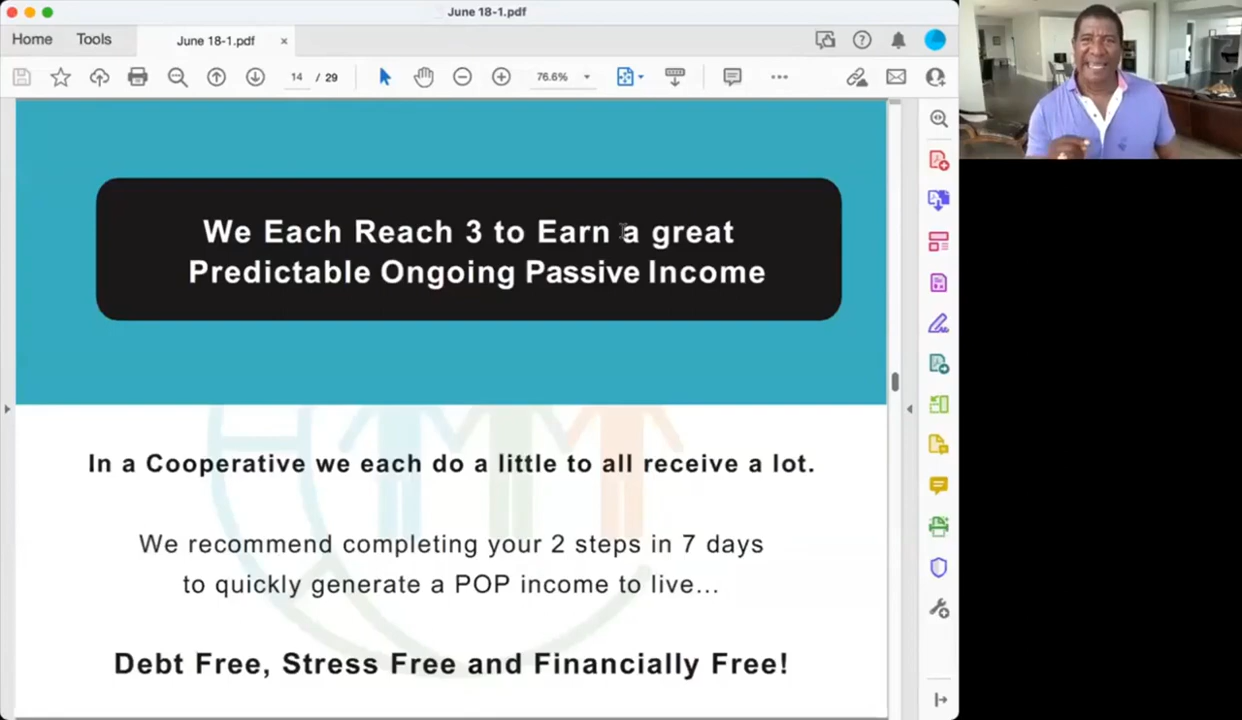 June 18-1.pdf
Home
Tools
June 18-1.pdf
14 / 29
76.6%
We Each Reach 3 to Earn a great
Predictable Ongoing Passive Income
In a Cooperative we each do a little to all receive a lot.
We recommend completing your 2 steps in 7 days
to quickly generate a POP income to live...
Debt Free, Stress Free and Financially Free!